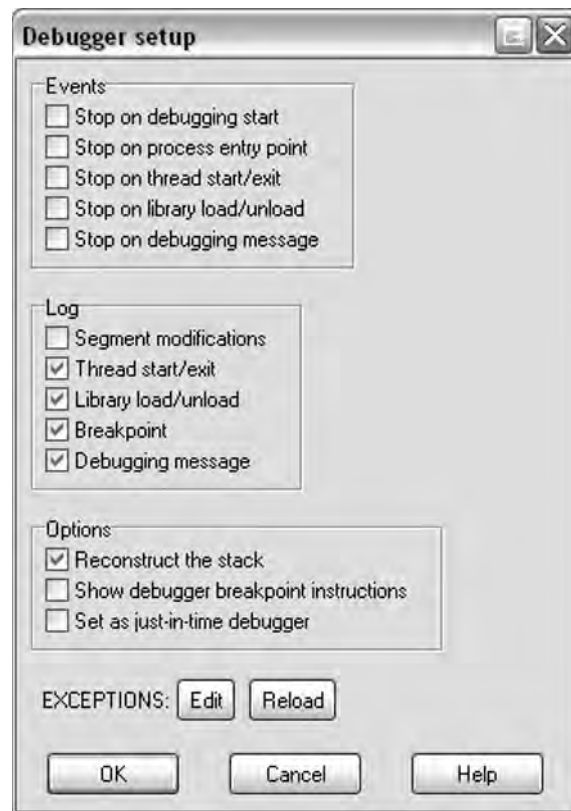 Debugger setup
Events
Stop on debugging start
Stop on process entry point
Stop on thread start/exit
Stop on library load/unload
Stop on debugging message
Log
Segment modifications
Thread start/exit
Library load/unload
Breakpoint
Debugging message
Options
Reconstruct the stack
Show debugger breakpoint instructions
Set as just-in-time debugger
EXCEPTIONS: Edit Reload
OK Cancel Help